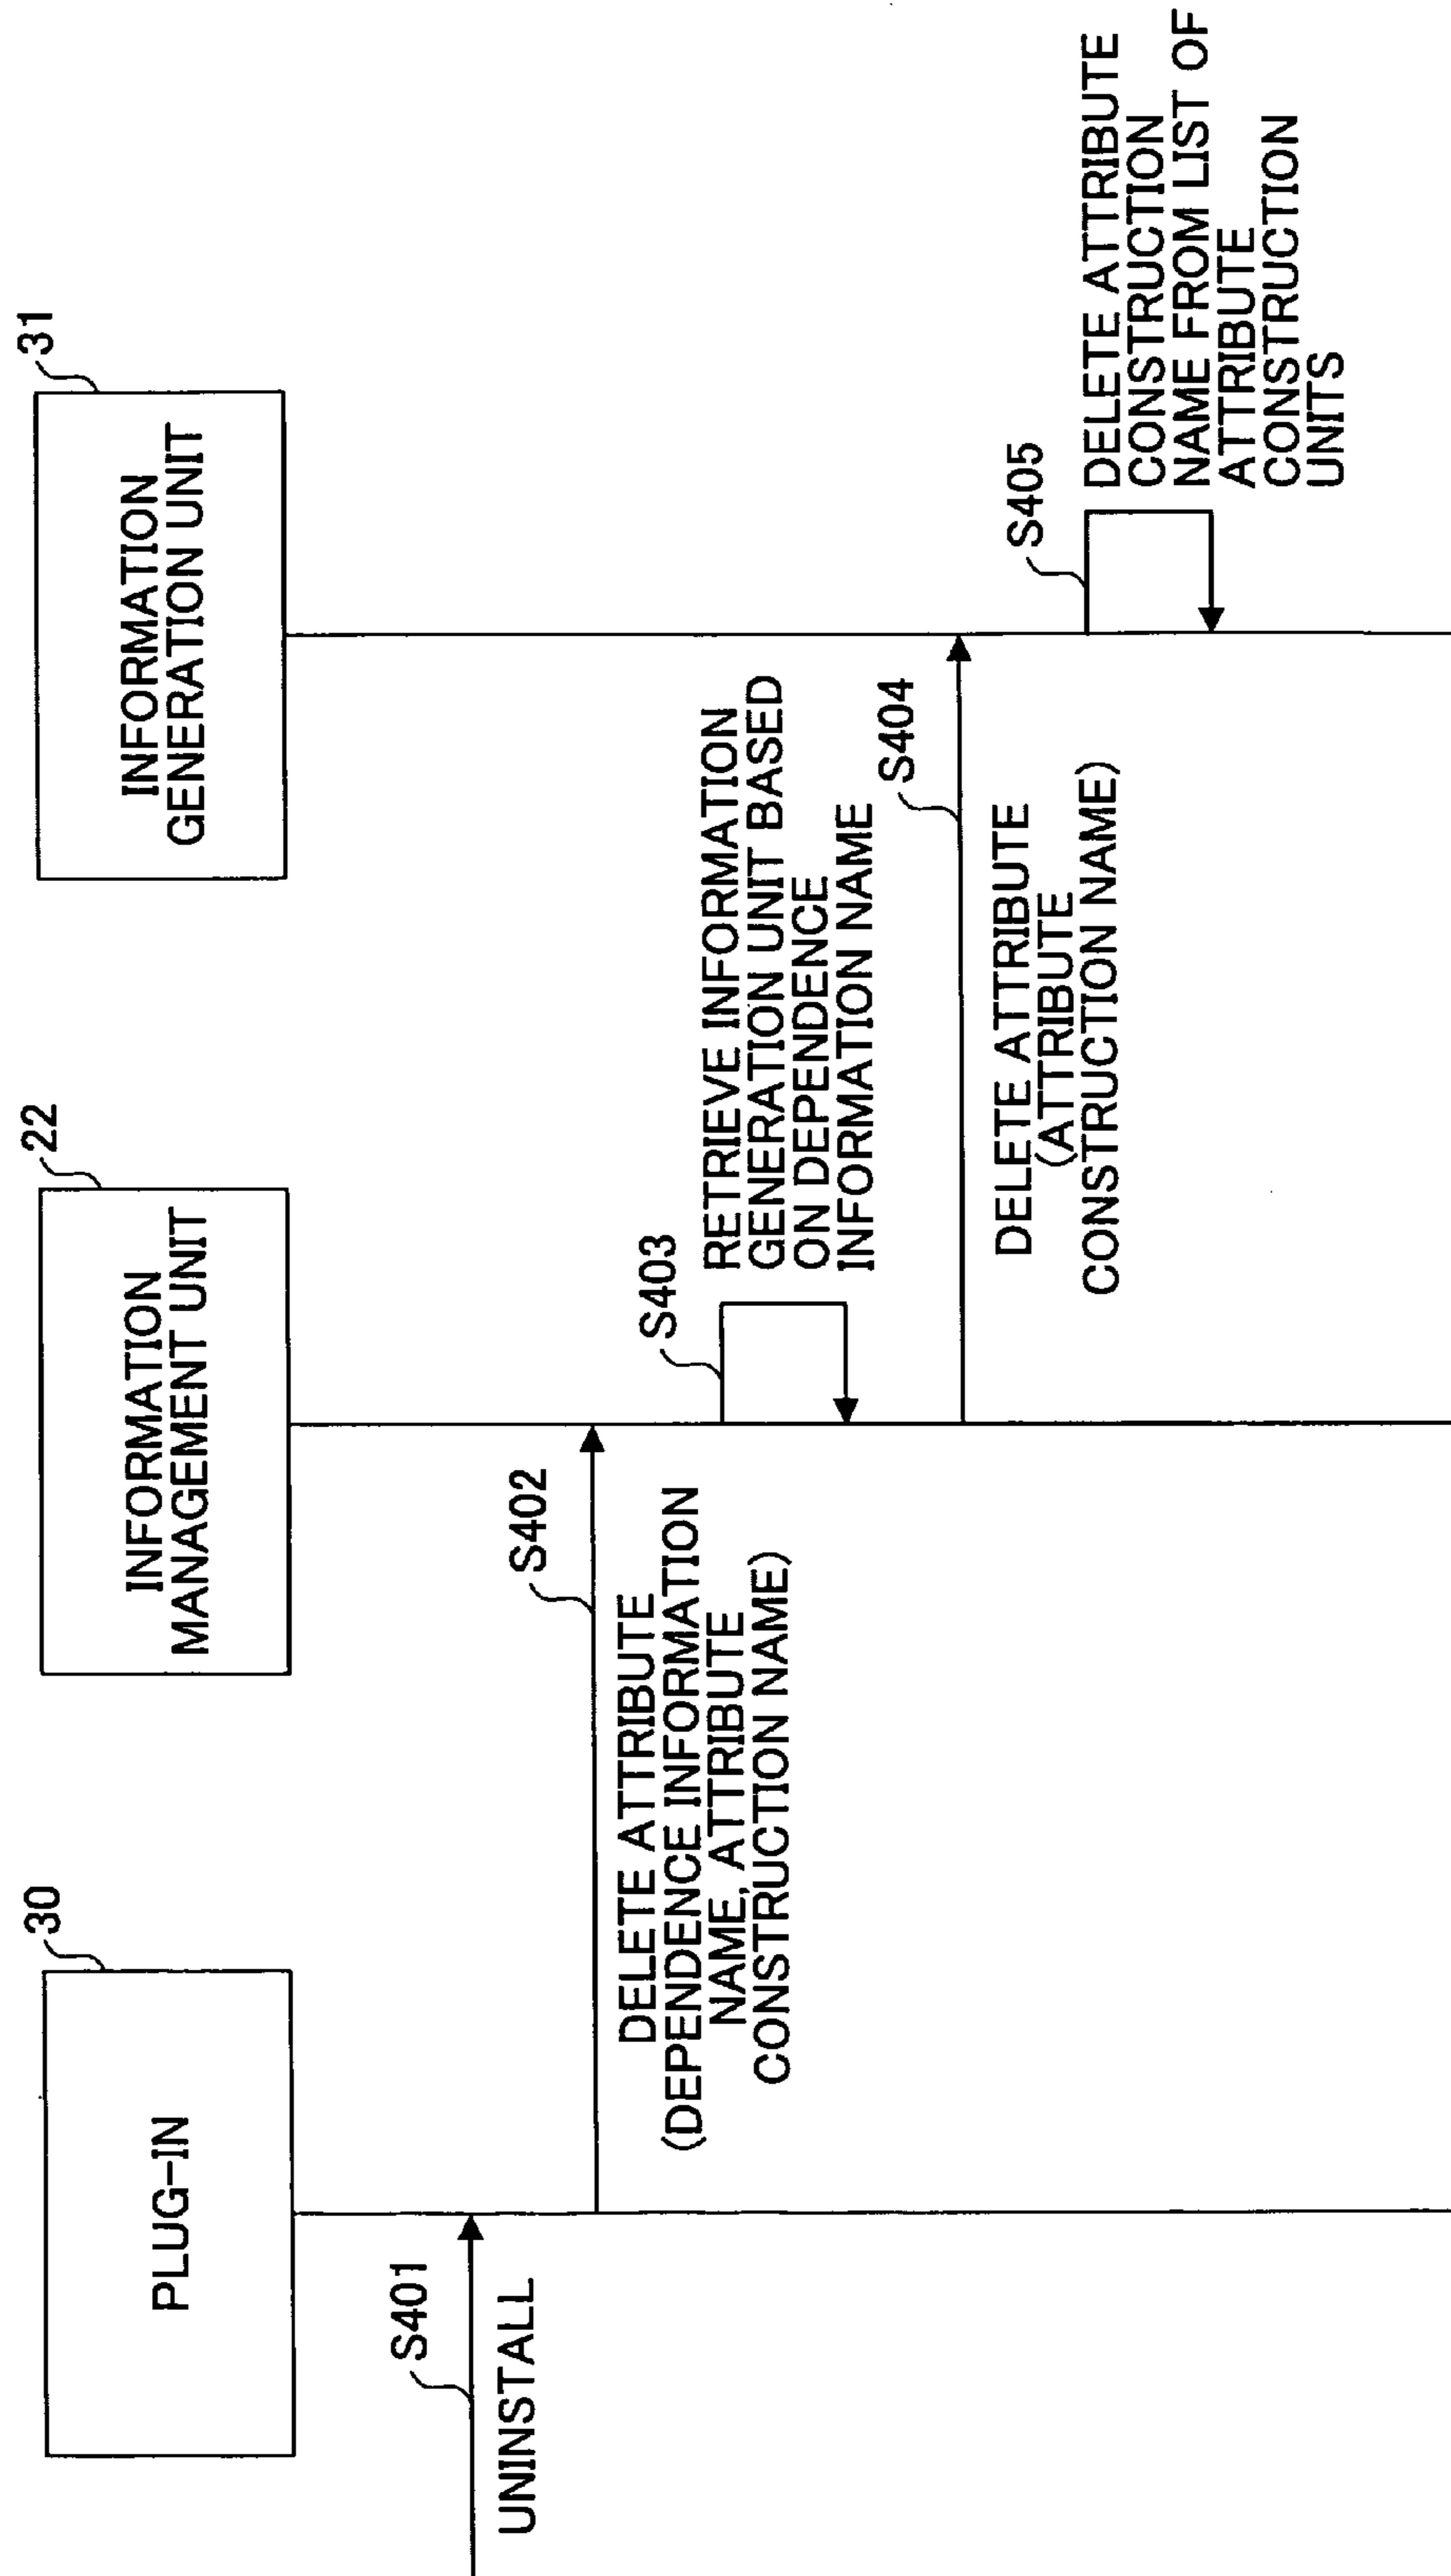 PLUG-IN
30
INFORMATION
MANAGEMENT UNIT
22
INFORMATION
GENERATION UNIT
31
S401
UNINSTALL
S402
DELETE ATTRIBUTE
(DEPENDENCE INFORMATION
NAME, ATTRIBUTE
CONSTRUCTION NAME)
S403
RETRIEVE INFORMATION
GENERATION UNIT BASED
ON DEPENDENCE
INFORMATION NAME
S404
DELETE ATTRIBUTE
(ATTRIBUTE
CONSTRUCTION NAME)
S405
DELETE ATTRIBUTE
CONSTRUCTION
NAME FROM LIST OF
ATTRIBUTE
CONSTRUCTION
UNITS